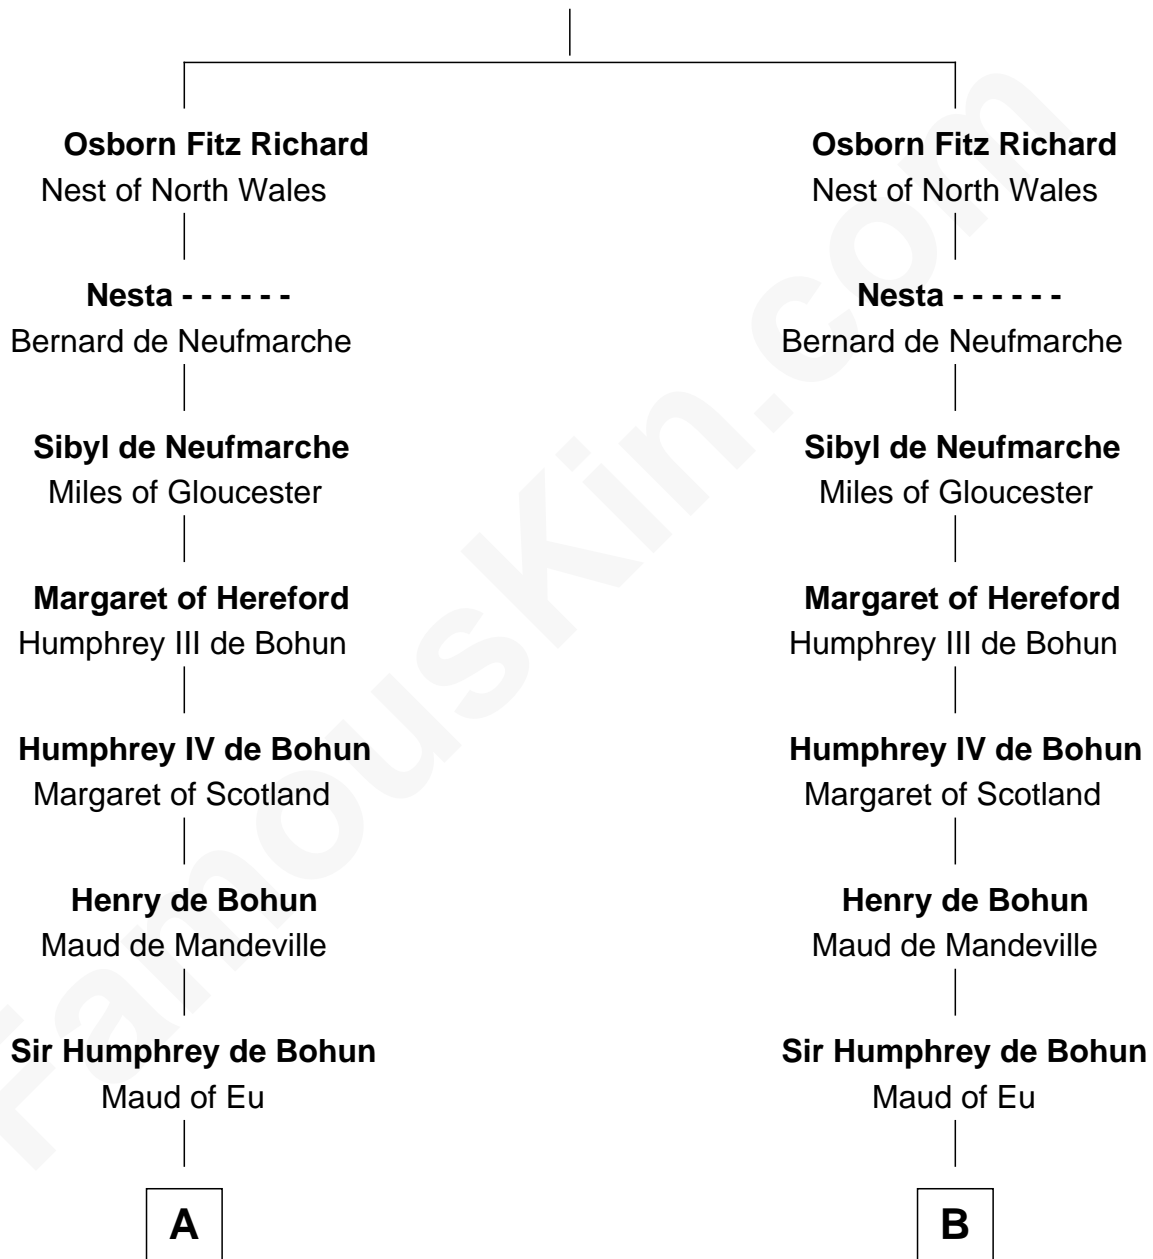 Osborn Fitz Richard
Nest of North Wales
Nesta - - - - - -
Bernard de Neufmarche
Sibyl de Neufmarche
Miles of Gloucester
Margaret of Hereford
Humphrey III de Bohun
Humphrey IV de Bohun
Margaret of Scotland
Henry de Bohun
Maud de Mandeville
Sir Humphrey de Bohun
Maud of Eu
A
Osborn Fitz Richard
Nest of North Wales
Nesta - - - - - -
Bernard de Neufmarche
Sibyl de Neufmarche
Miles of Gloucester
Margaret of Hereford
Humphrey III de Bohun
Humphrey IV de Bohun
Margaret of Scotland
Henry de Bohun
Maud de Mandeville
Sir Humphrey de Bohun
Maud of Eu
B
FamousKin.com